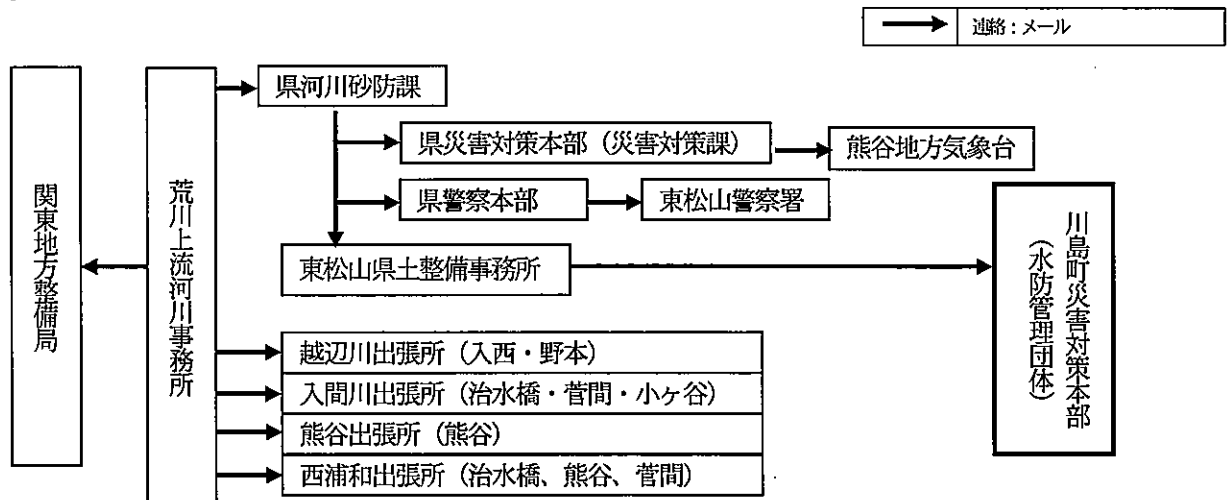 連絡：メール
関東地方整備局
荒川上流河川事務所
県河川砂防課
県災害対策本部（災害対策課）
熊谷地方気象台
県警察本部
東松山警察署
東松山県土整備事務所
川島町災害対策本部
（水防管理団体）
越辺川出張所（入西・野本）
入間川出張所（治水橋・菅間・小ヶ谷）
熊谷出張所（熊谷）
西浦和出張所（治水橋、熊谷、菅間）